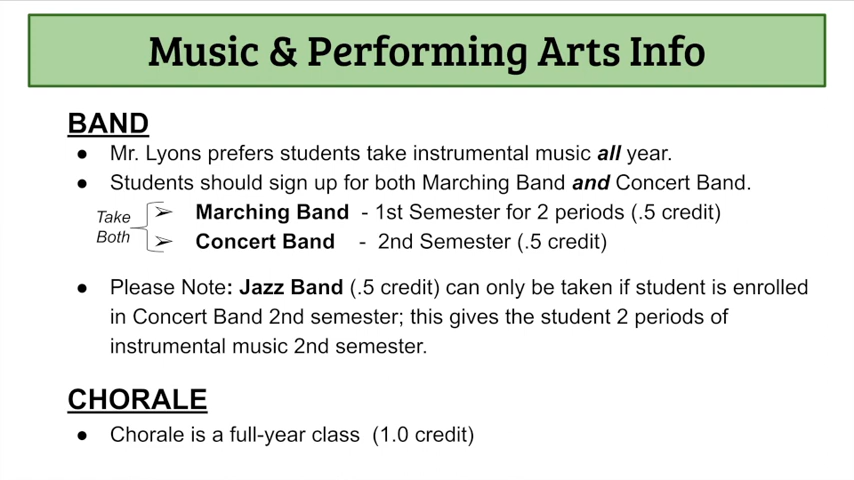 Music & Performing Arts Info
BAND
● Mr. Lyons prefers students take instrumental music all year.
● Students should sign up for both Marching Band and Concert Band.
Take Both
➢ Marching Band - 1st Semester for 2 periods (.5 credit)
➢ Concert Band - 2nd Semester (.5 credit)
● Please Note: Jazz Band (.5 credit) can only be taken if student is enrolled
in Concert Band 2nd semester; this gives the student 2 periods of
instrumental music 2nd semester.
CHORALE
● Chorale is a full-year class (1.0 credit)